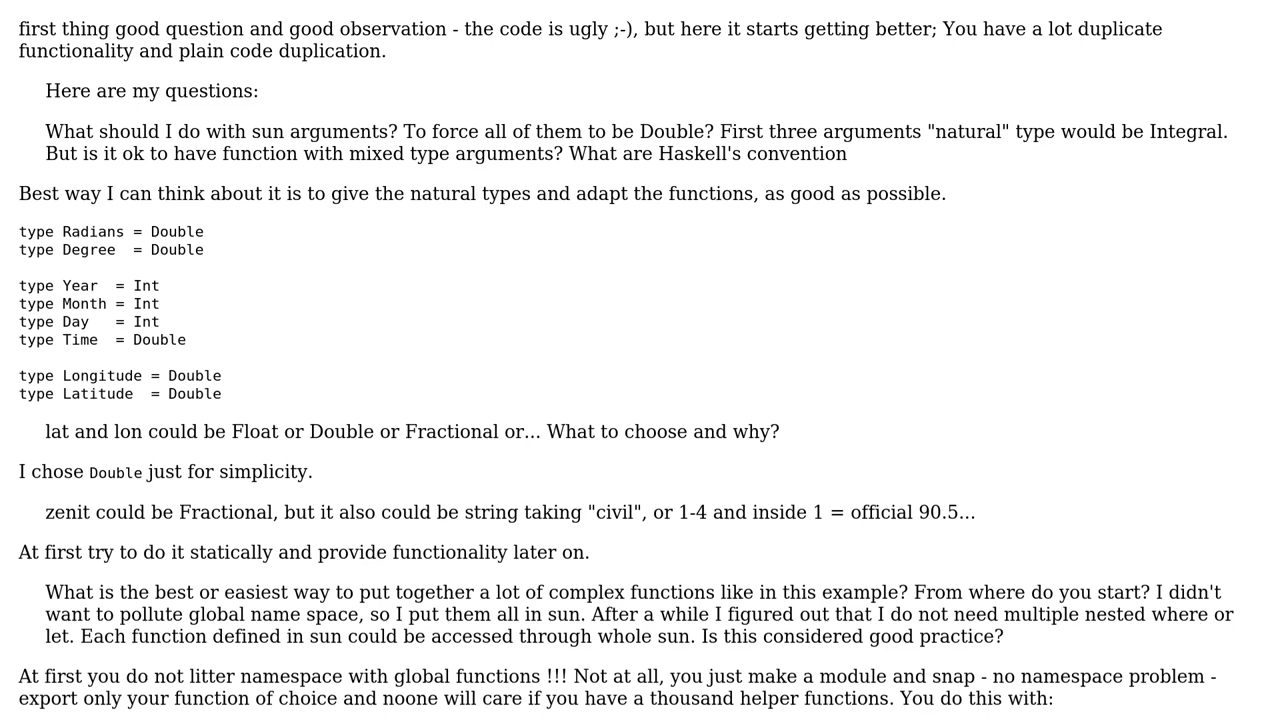 first thing good question and good observation - the code is ugly ;-), but here it starts getting better; You have a lot duplicate
functionality and plain code duplication.
Here are my questions:
What should I do with sun arguments? To force all of them to be Double? First three arguments "natural" type would be Integral.
But is it ok to have function with mixed type arguments? What are Haskell's convention
Best way I can think about it is to give the natural types and adapt the functions, as good as possible.
type Radians = Double
type Degree  = Double
type Year  = Int
type Month = Int
type Day   = Int
type Time  = Double
type Longitude = Double
type Latitude  = Double
lat and lon could be Float or Double or Fractional or... What to choose and why?
I chose Double just for simplicity.
zenit could be Fractional, but it also could be string taking "civil", or 1-4 and inside 1 = official 90.5...
At first try to do it statically and provide functionality later on.
What is the best or easiest way to put together a lot of complex functions like in this example? From where do you start? I didn't
want to pollute global name space, so I put them all in sun. After a while I figured out that I do not need multiple nested where or
let. Each function defined in sun could be accessed through whole sun. Is this considered good practice?
At first you do not litter namespace with global functions !!! Not at all, you just make a module and snap - no namespace problem -
export only your function of choice and noone will care if you have a thousand helper functions. You do this with: